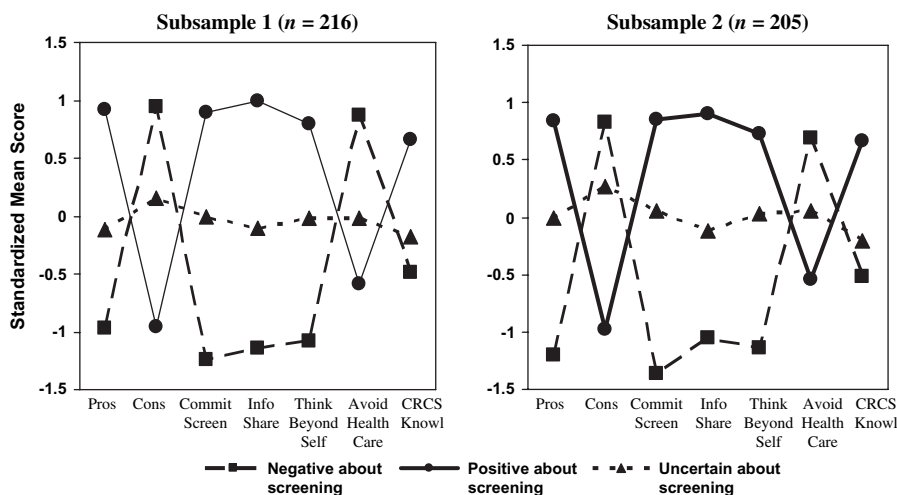 Subsample 1 (n = 216)
Subsample 2 (n = 205)
Standardized Mean Score
1.5
1
0.5
0
-0.5
-1
-1.5
Pros
Cons
Commit
Screen
Info
Share
Think
Beyond
Self
Avoid
Health
Care
CRCS
Knowl
1.5
1
0.5
0
-0.5
-1
-1.5
Pros
Cons
Commit
Screen
Info
Share
Think
Beyond
Self
Avoid
Health
Care
CRCS
Knowl
Negative about
screening
Positive about
screening
Uncertain about
screening